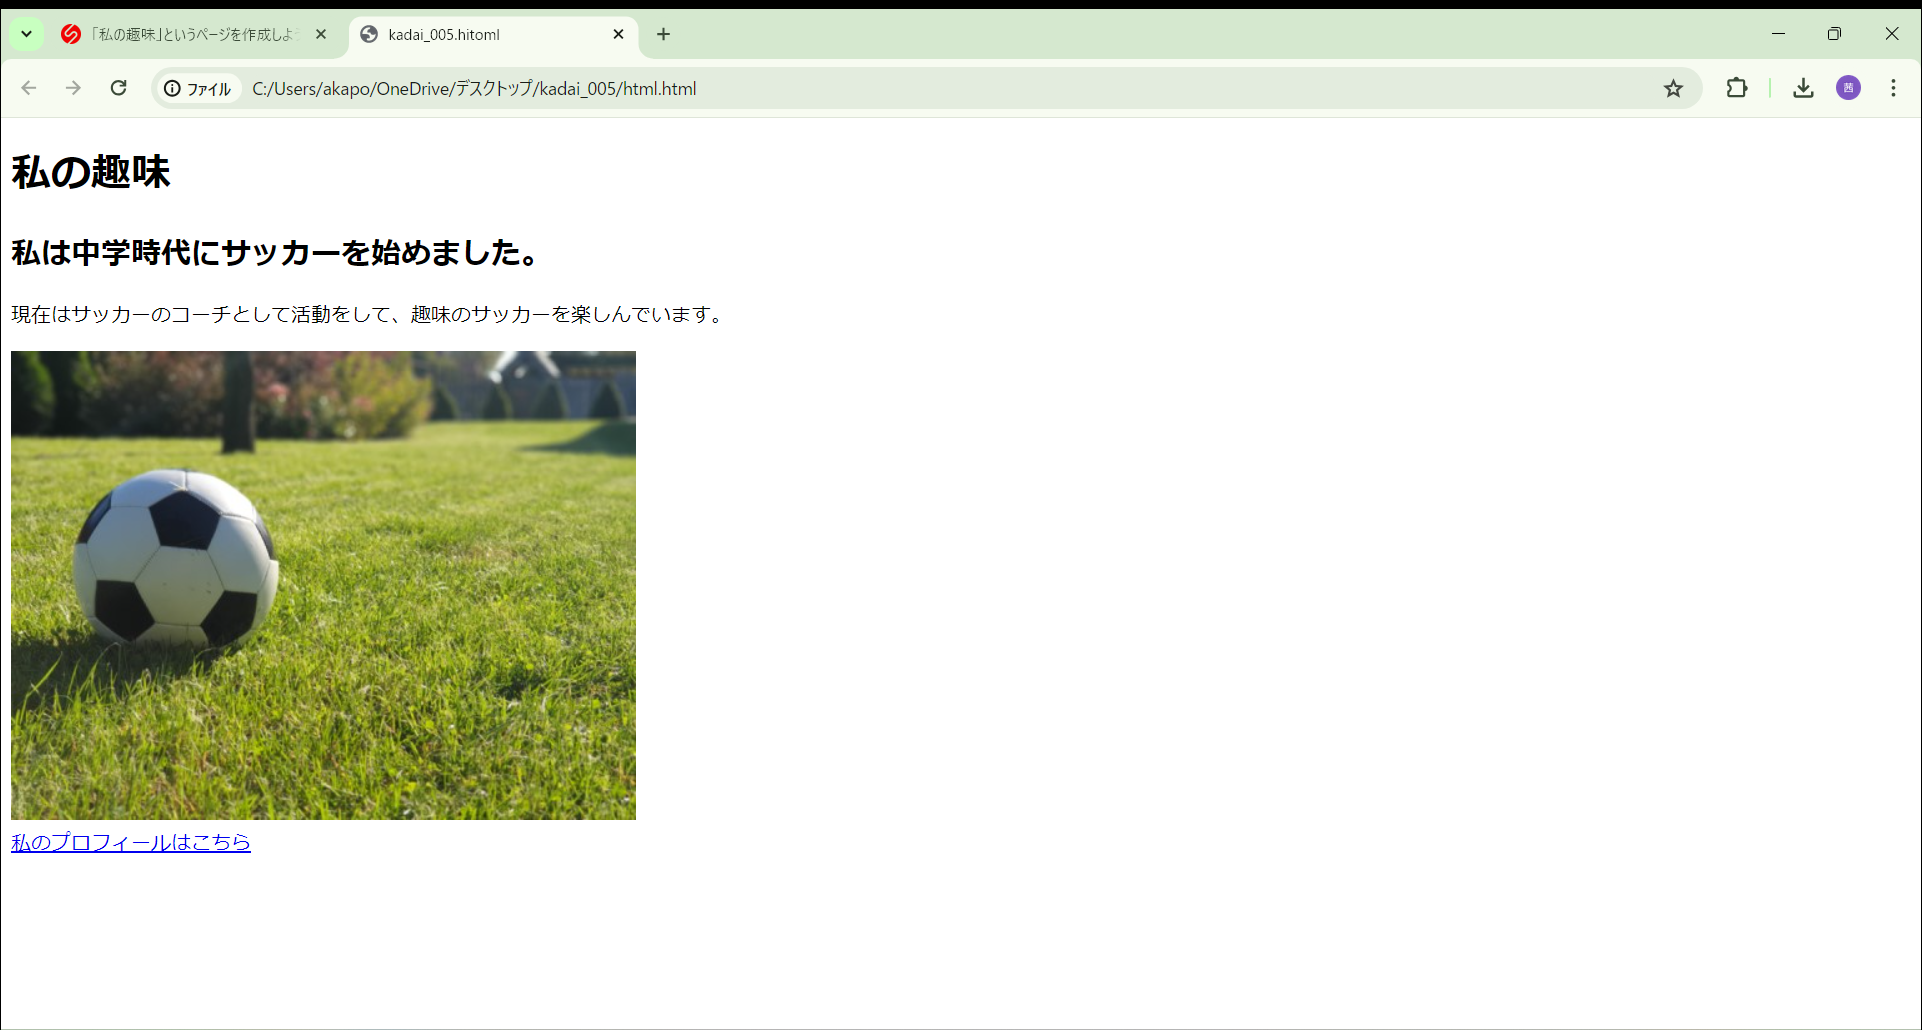 「私の趣味」というページを作成しよ
kadai_005.hitoml
ファイル
C:/Users/akapo/OneDrive/デスクトップ/kadai_005/html.html
茜
私の趣味
私は中学時代にサッカーを始めました。
現在はサッカーのコーチとして活動をして、趣味のサッカーを楽しんでいます。
私のプロフィールはこちら